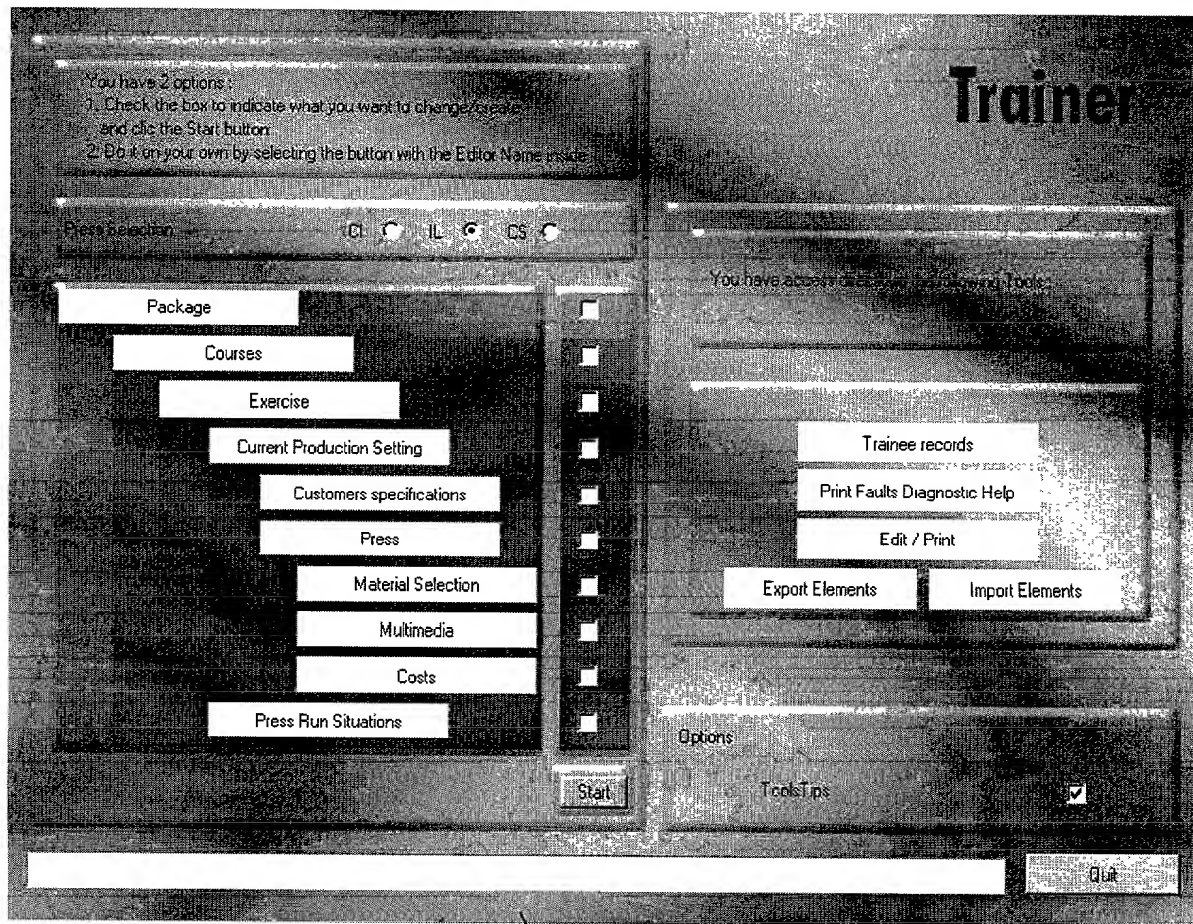 Trainer
You have 2 options :
1. Check the box to indicate what you want to change/create
and clic the Start button
2. Do it on your own by selecting the button with the Editor Name inside
Press Selection
CI
IL
CS
Package
Courses
Exercise
Current Production Setting
Customers specifications
Press
Material Selection
Multimedia
Costs
Press Run Situations
Start
You have access Tools
Trainee records
Print Faults Diagnostic Help
Edit / Print
Export Elements
Import Elements
Options
ToolsTips
Quit